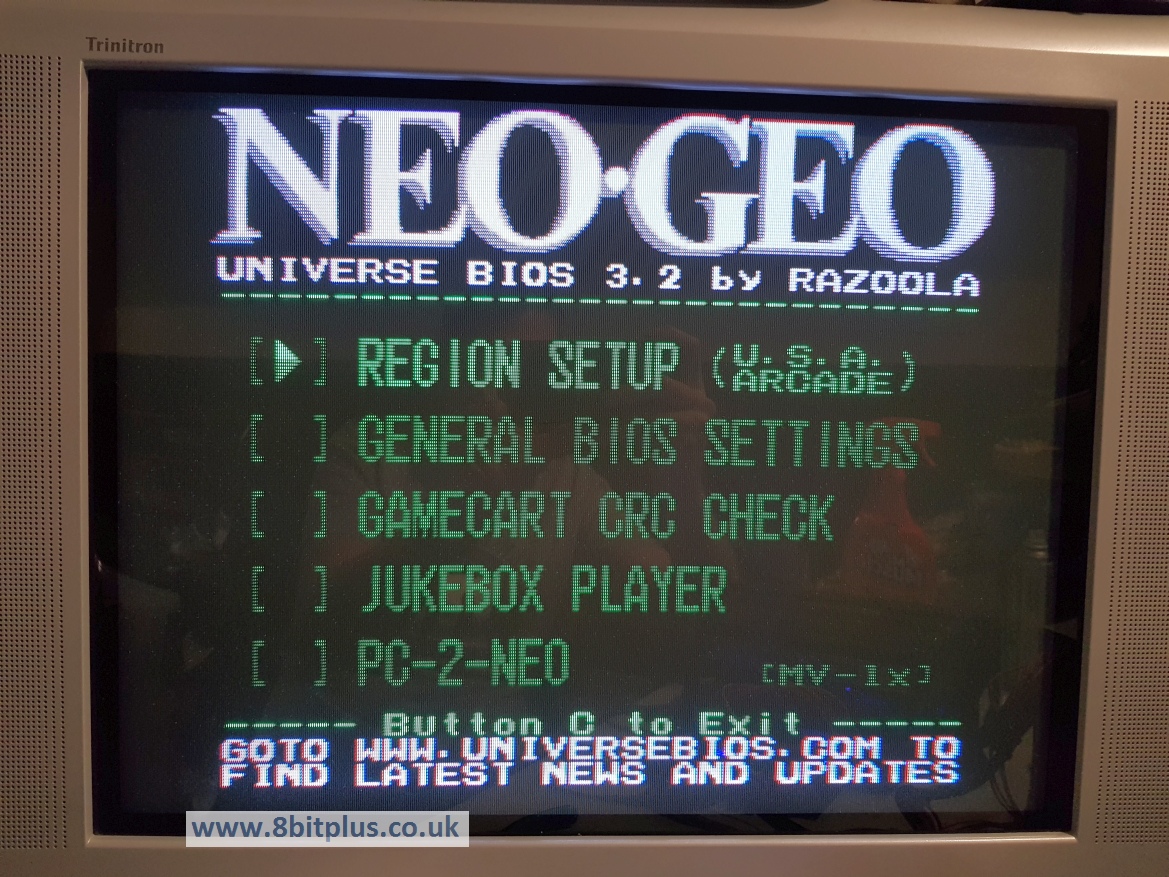 Trinitron
NEO·GEO
UNIVERSE BIOS 3.2 by RAZOOLA
[▶] REGION SETUP (U.S.A. ARCADE)
[ ] GENERAL BIOS SETTINGS
[ ] GAMECART CRC CHECK
[ ] JUKEBOX PLAYER
[ ] PC-2-NEO
[MV-1x]
----- Button C to Exit -----
GOTO WWW.UNIVERSEBIOS.COM TO
FIND LATEST NEWS AND UPDATES
www.8bitplus.co.uk